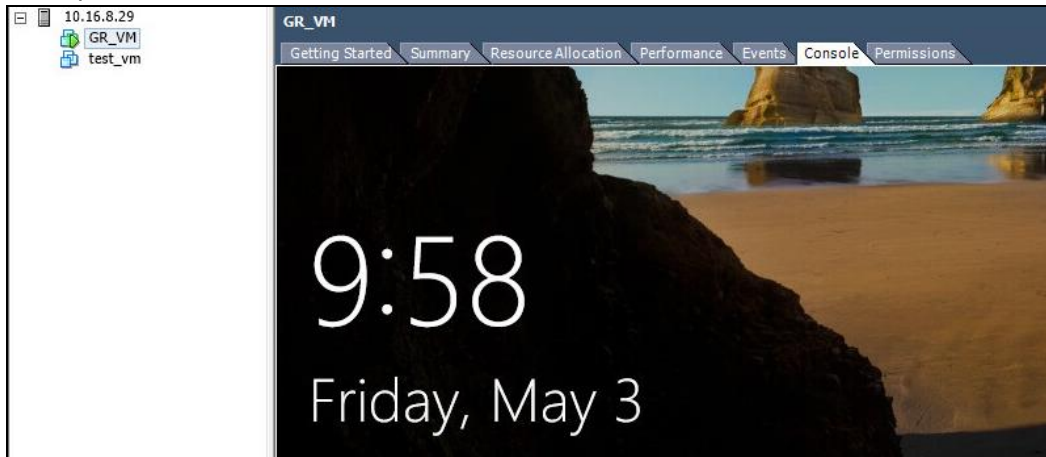 10.16.8.29
GR_VM
test_vm
GR_VM
Getting Started Summary Resource Allocation Performance Events Console Permissions
9:58
Friday, May 3